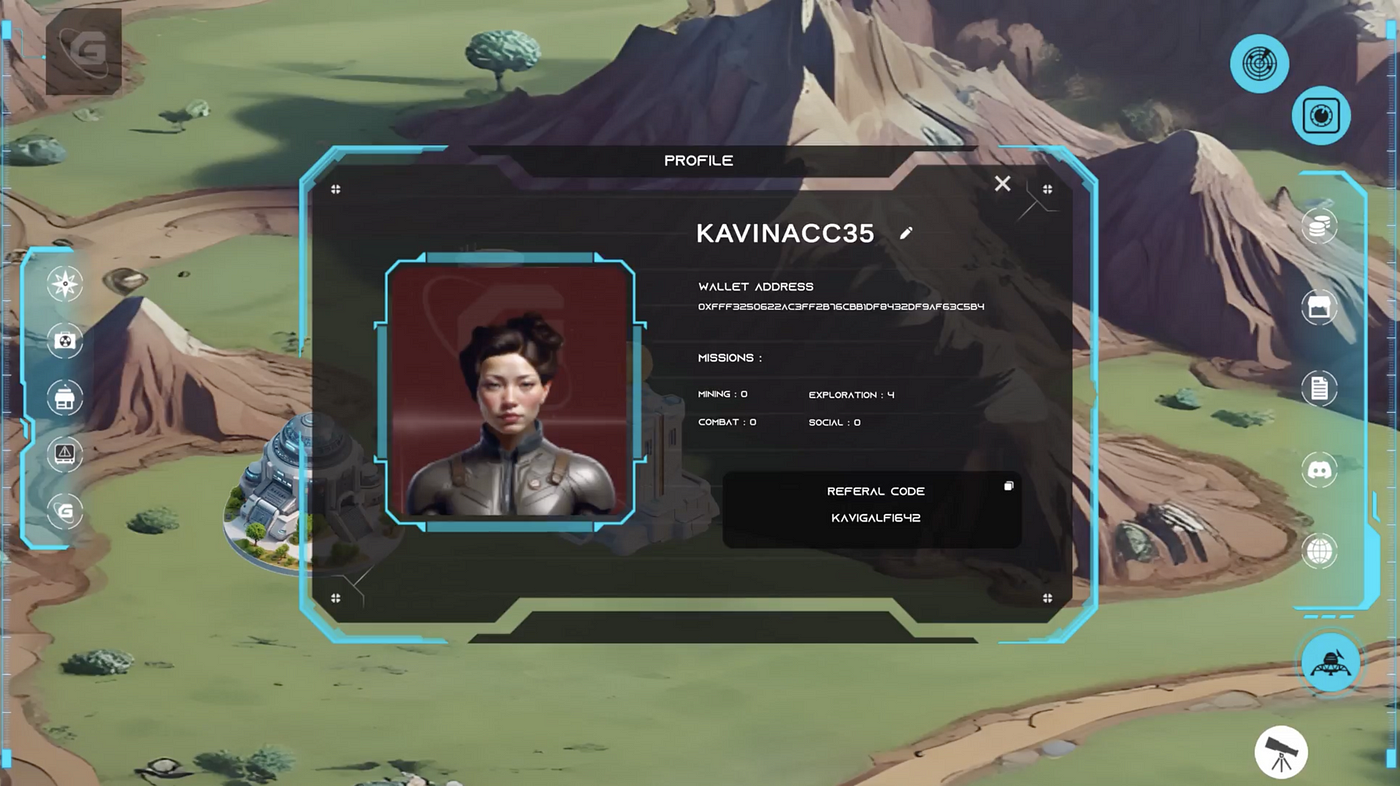 PROFILE
KAVINACC35
WALLET ADDRESS
0XFFF3250622AC3FF2B76CBB1DF8432DF9AF63C5B4
MISSIONS :
MINING : 0 EXPLORATION : 4
COMBAT : 0 SOCIAL : 0
REFERAL CODE
KAVIGALFI642